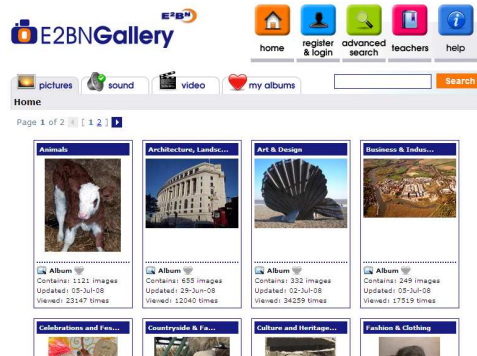 E2BN
E2BNGallery
home
register & login
advanced search
teachers
help
pictures
sound
video
my albums
Search
Home
Page 1 of 2 [ 1 2 ]
Animals
Architecture, Landsc...
Art & Design
Business & Indus...
Album
Contains: 1121 images
Updated: 05-Jul-08
Viewed: 23147 times
Album
Contains: 655 images
Updated: 29-Jun-08
Viewed: 12040 times
Album
Contains: 332 images
Updated: 02-Jul-08
Viewed: 34259 times
Album
Contains: 249 images
Updated: 05-Jul-08
Viewed: 17519 times
Celebrations and Fes...
Countryside & Fa...
Culture and Heritage...
Fashion & Clothing